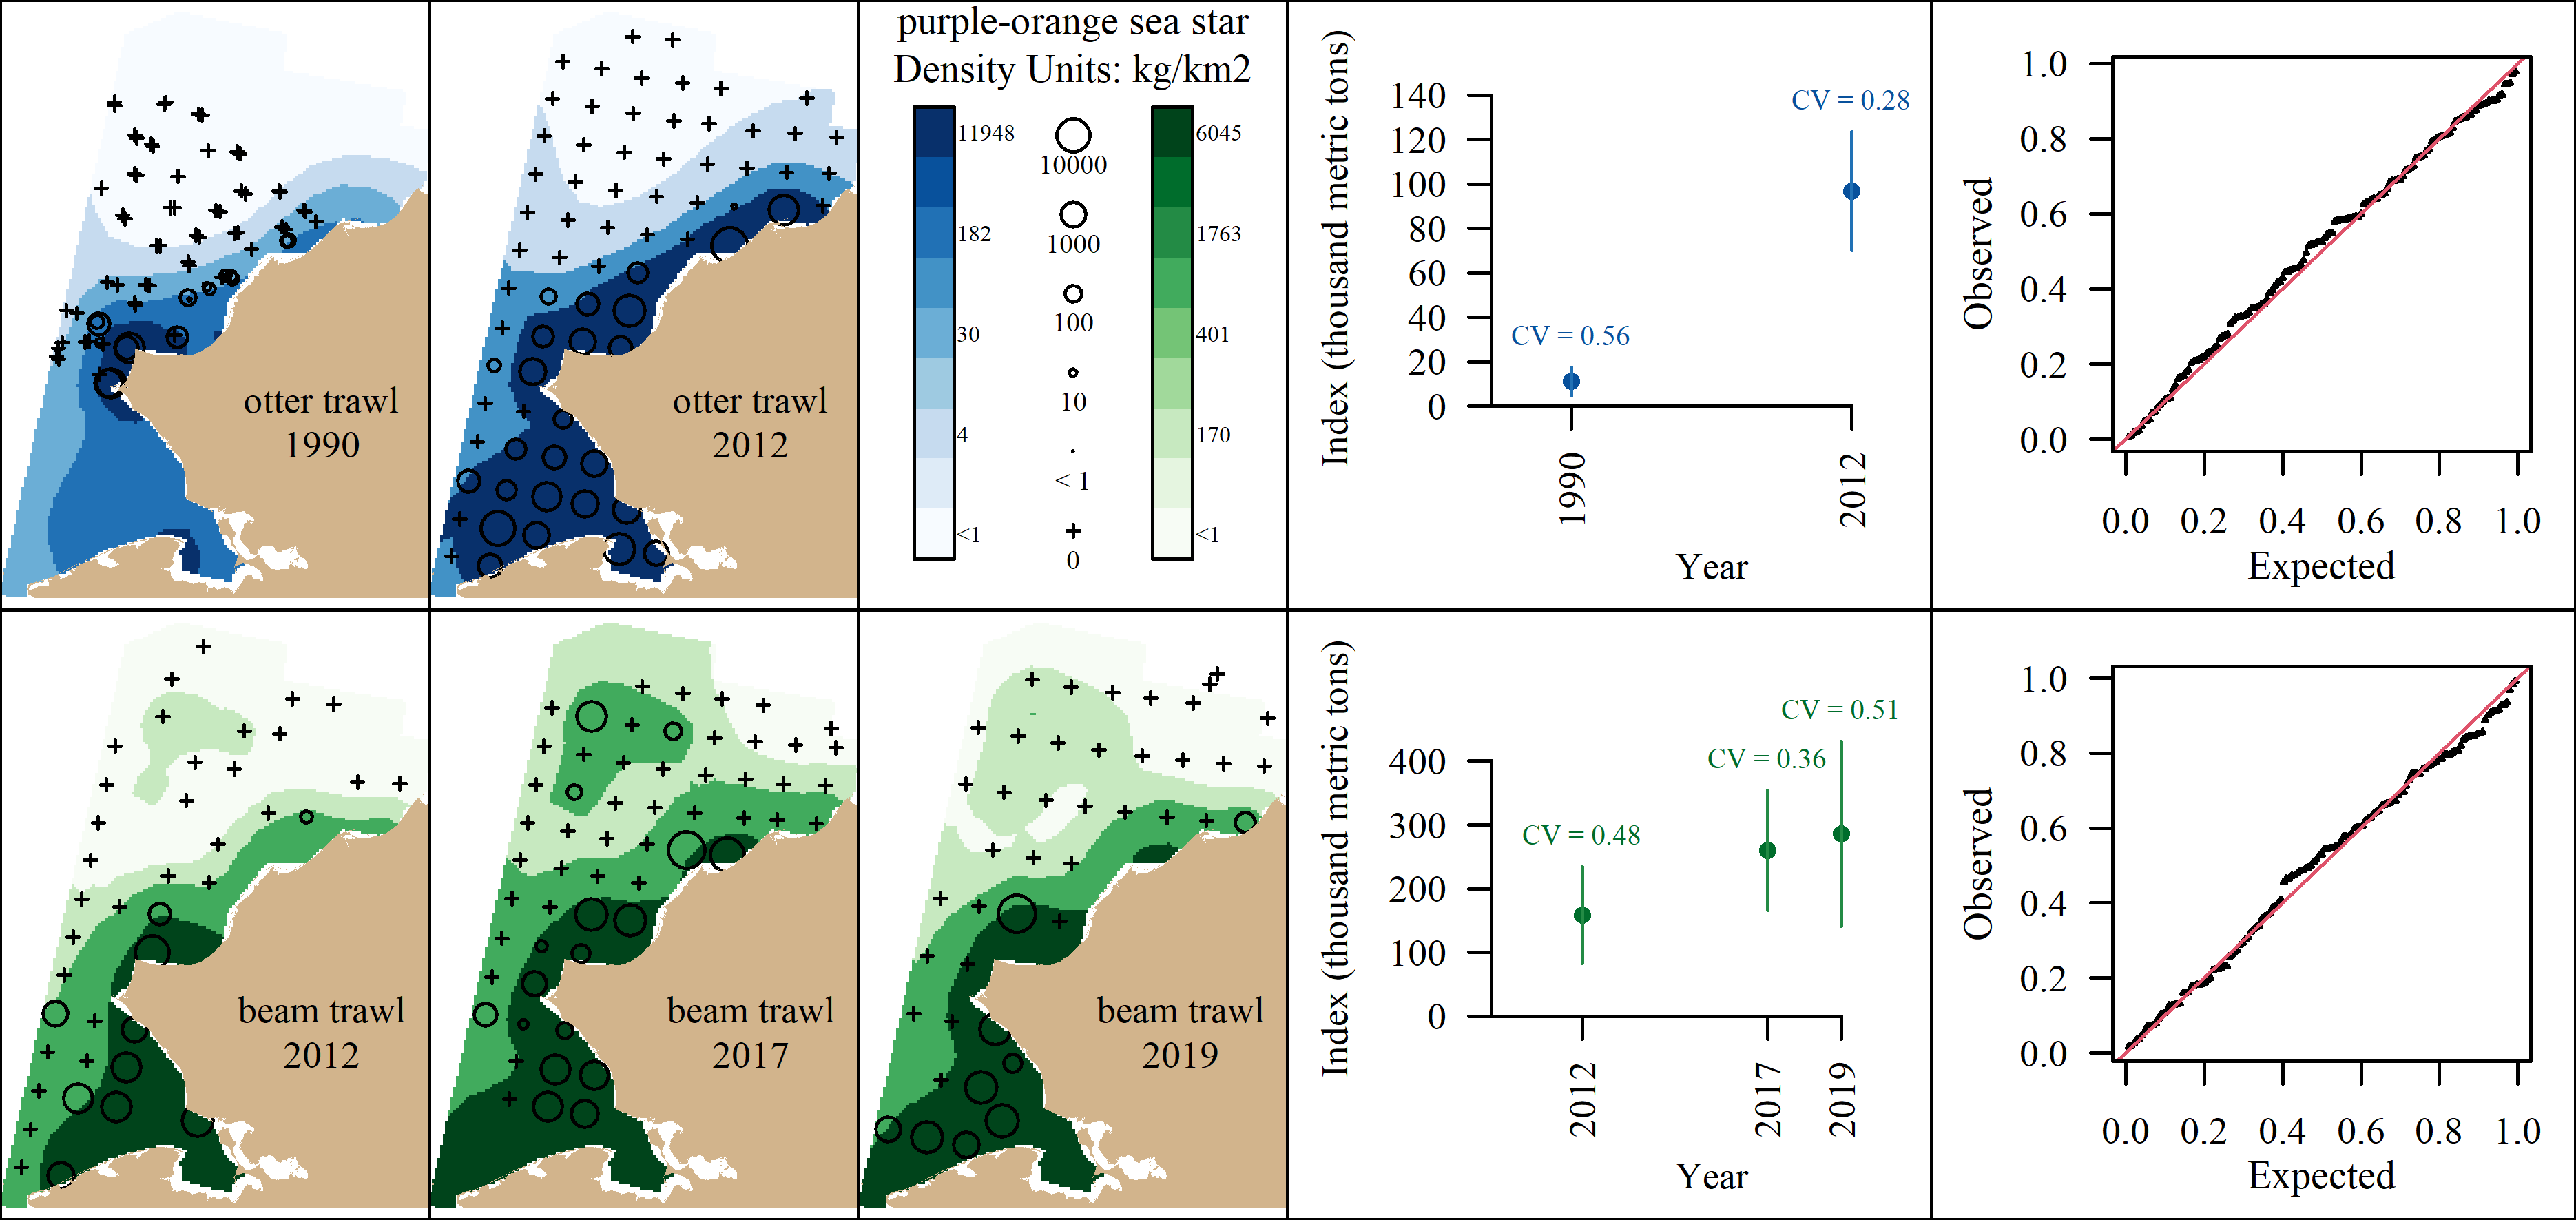 otter trawl
1990
otter trawl
2012
purple-orange sea star
Density Units: kg/km2
11948
182
30
4
<1
10000
1000
100
10
< 1
0
6045
1763
401
170
<1
Index (thousand metric tons)
140
120
100
80
60
40
20
0
CV = 0.56
CV = 0.28
1990
2012
Year
Observed
1.0
0.8
0.6
0.4
0.2
0.0
0.0 0.2 0.4 0.6 0.8 1.0
Expected
beam trawl
2012
beam trawl
2017
beam trawl
2019
Index (thousand metric tons)
400
300
200
100
0
CV = 0.48
CV = 0.36
CV = 0.51
2012
2017
2019
Year
Observed
1.0
0.8
0.6
0.4
0.2
0.0
0.0 0.2 0.4 0.6 0.8 1.0
Expected